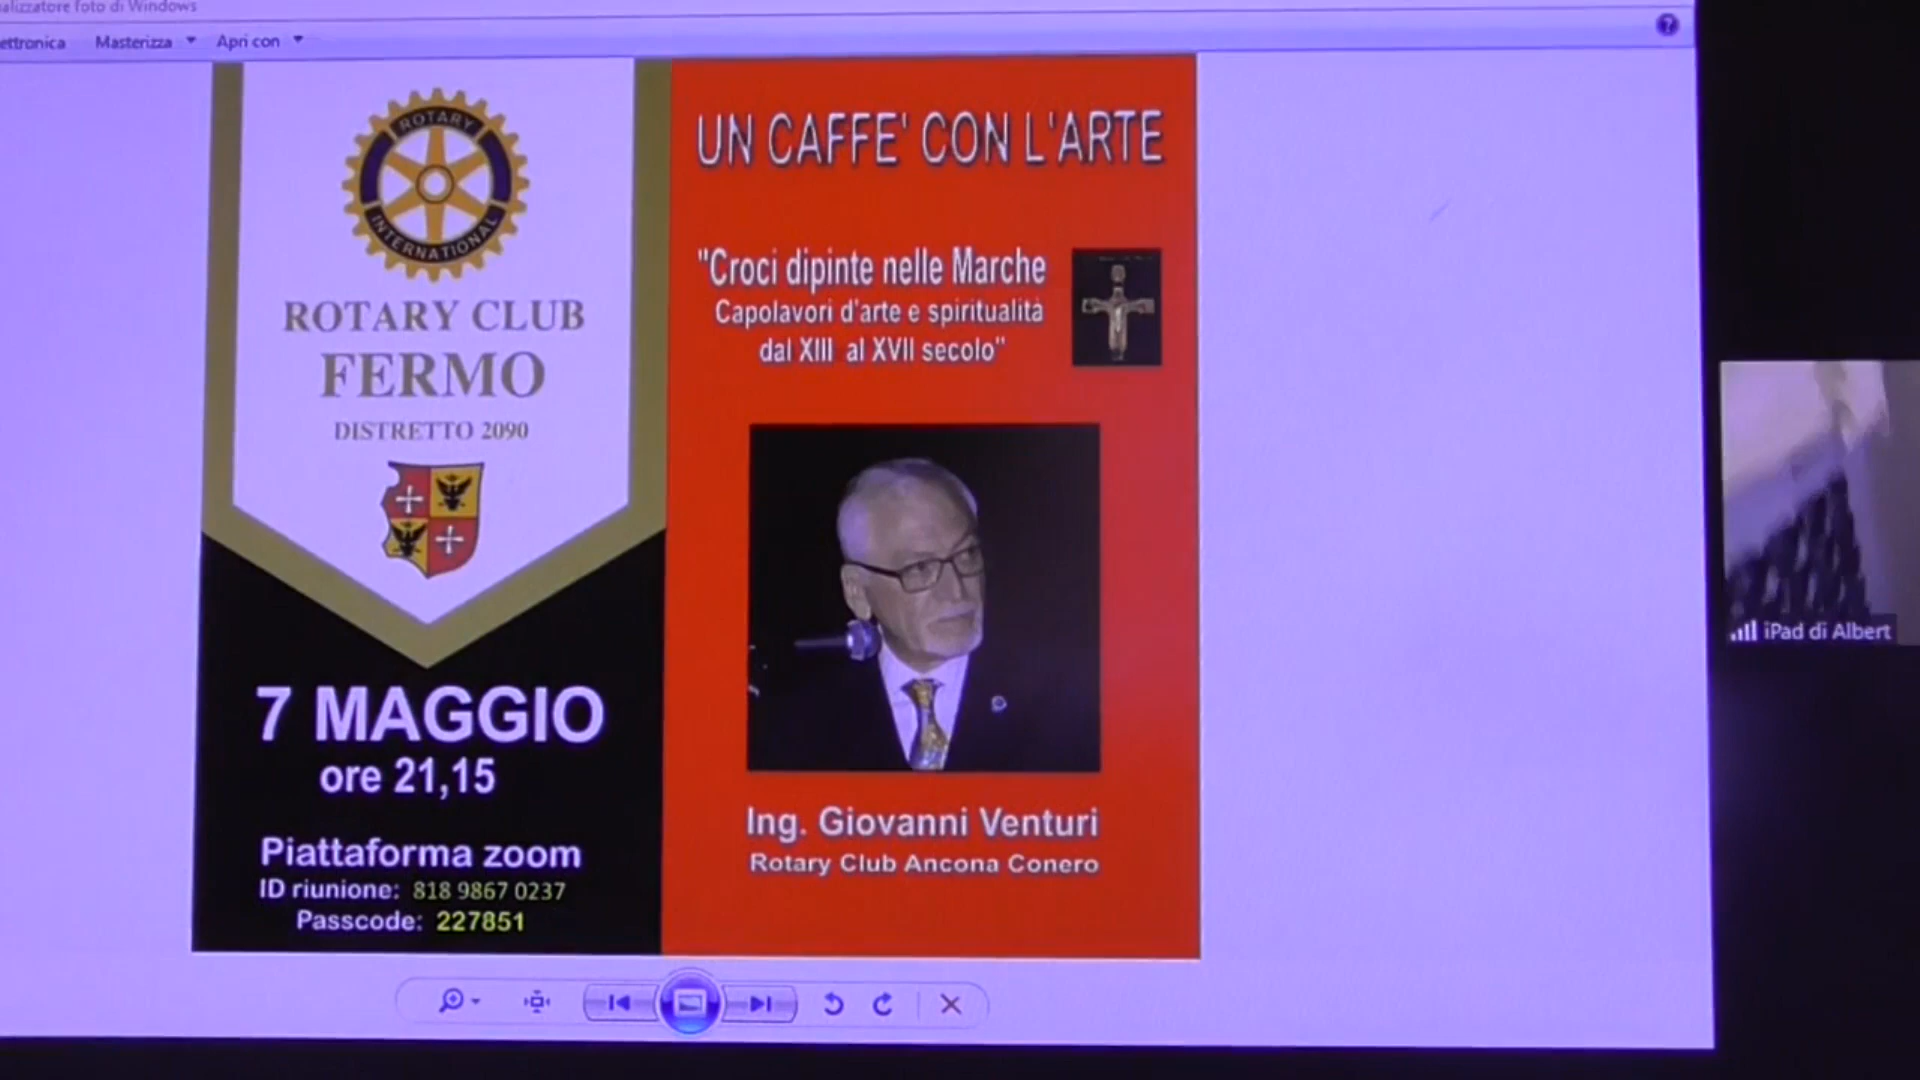 alizzatore foto di Windows
ettronica Masterizza Apri con
ROTARY
INTERNATIONAL
ROTARY CLUB
FERMO
DISTRETTO 2090
7 MAGGIO
ore 21,15
Piattaforma zoom
ID riunione: 818 9867 0237
Passcode: 227851
UN CAFFE' CON L'ARTE
"Croci dipinte nelle Marche
Capolavori d'arte e spiritualità
dal XIII al XVII secolo"
Ing. Giovanni Venturi
Rotary Club Ancona Conero
iPad di Albert